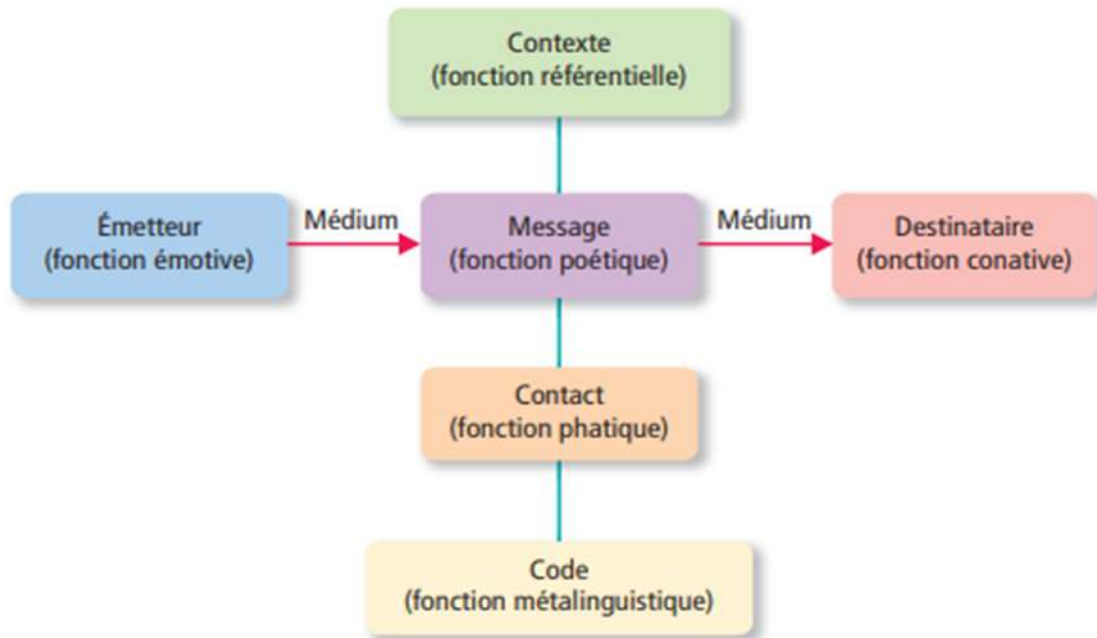 Contexte
(fonction référentielle)
Émetteur
(fonction émotive)
Médium
Message
(fonction poétique)
Médium
Destinataire
(fonction conative)
Contact
(fonction phatique)
Code
(fonction métalinguistique)